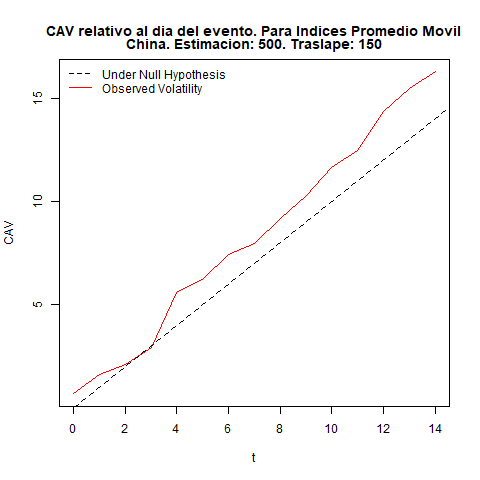 CAV relativo al dia del evento. Para Indices Promedio Movil
China. Estimacion: 500. Traslape: 150
Under Null Hypothesis
Observed Volatility
15
10
5
CAV
0 2 4 6 8 10 12 14
t